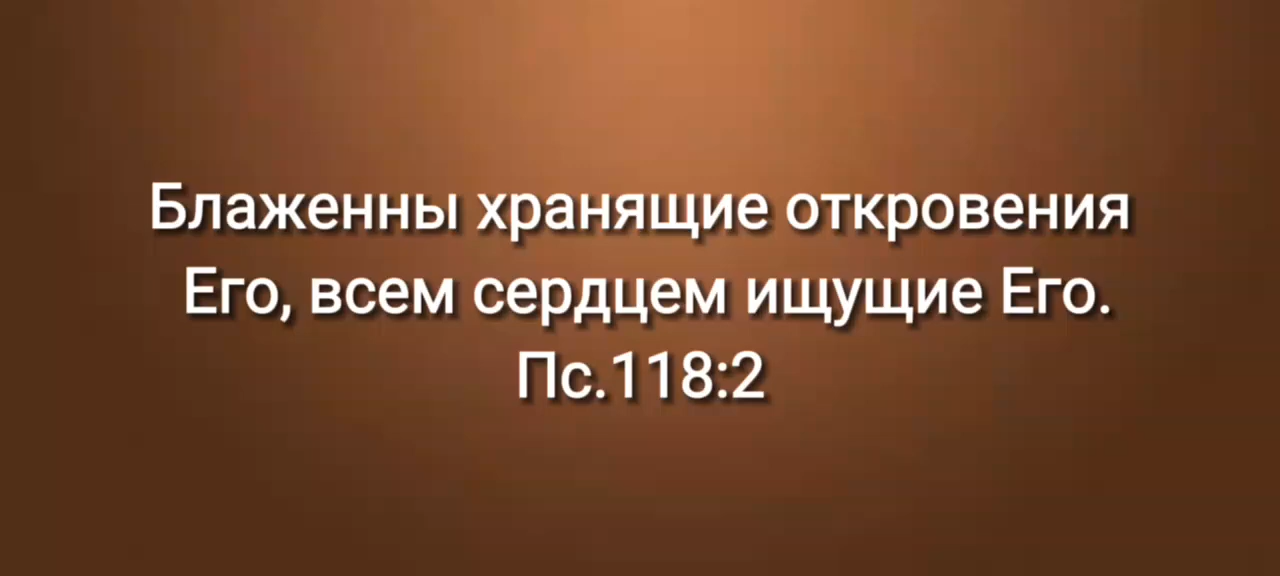 Блаженны хранящие откровения
Его, всем сердцем ищущие Его.
Пс.118:2